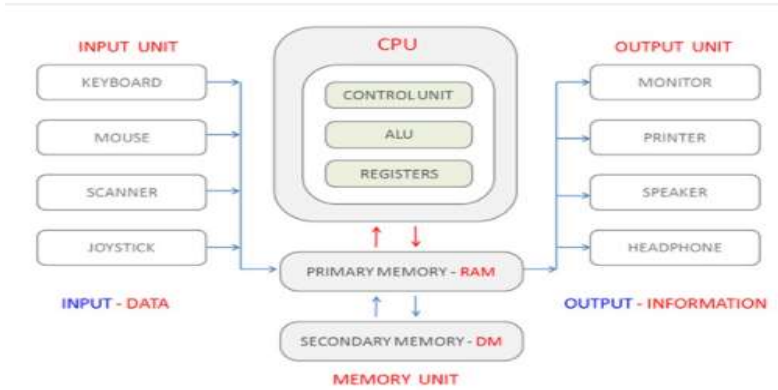 INPUT UNIT
KEYBOARD
MOUSE
SCANNER
JOYSTICK
INPUT - DATA
CPU
CONTROL UNIT
ALU
REGISTERS
PRIMARY MEMORY - RAM
SECONDARY MEMORY - DM
MEMORY UNIT
OUTPUT UNIT
MONITOR
PRINTER
SPEAKER
HEADPHONE
OUTPUT - INFORMATION